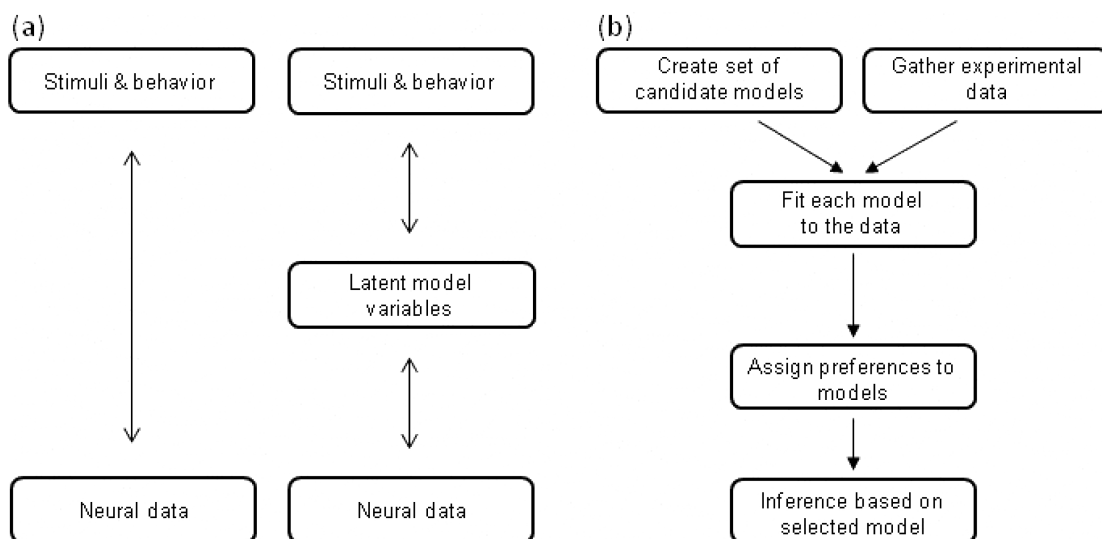 (a)
Stimuli & behavior
Stimuli & behavior
Latent model
variables
Neural data
Neural data
(b)
Create set of
candidate models
Gather experimental
data
Fit each model
to the data
Assign preferences to
models
Inference based on
selected model